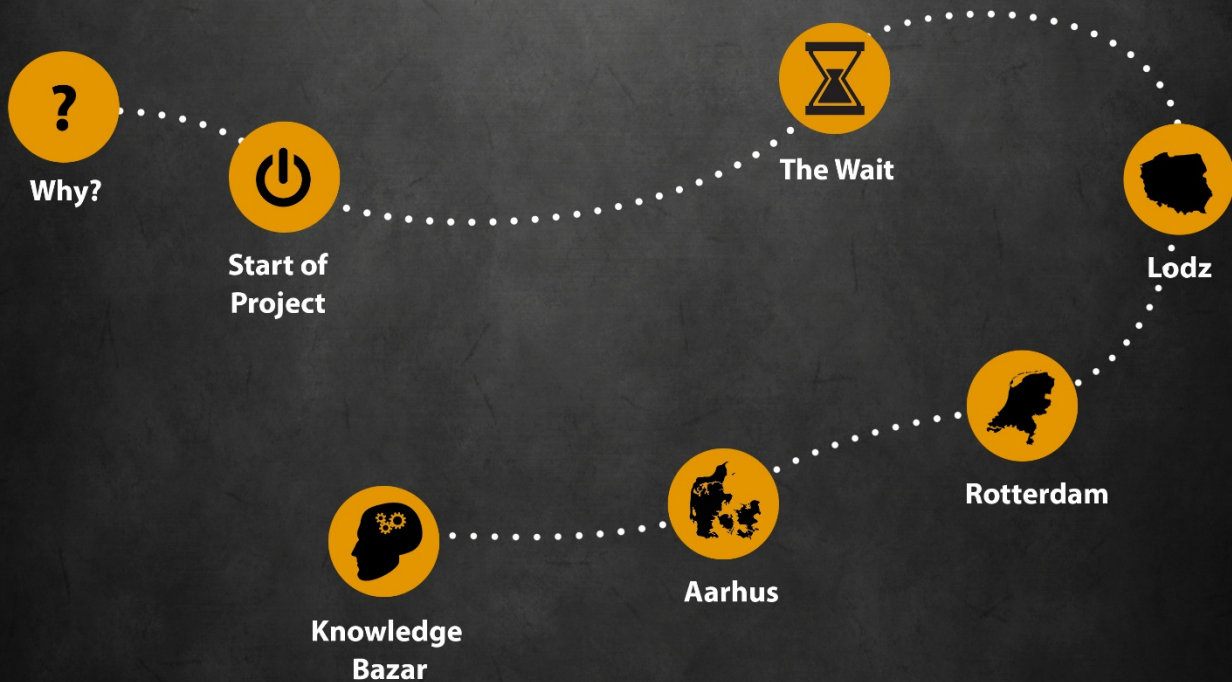 ?
Why?
Start of
Project
The Wait
Lodz
Rotterdam
Aarhus
Knowledge
Bazar